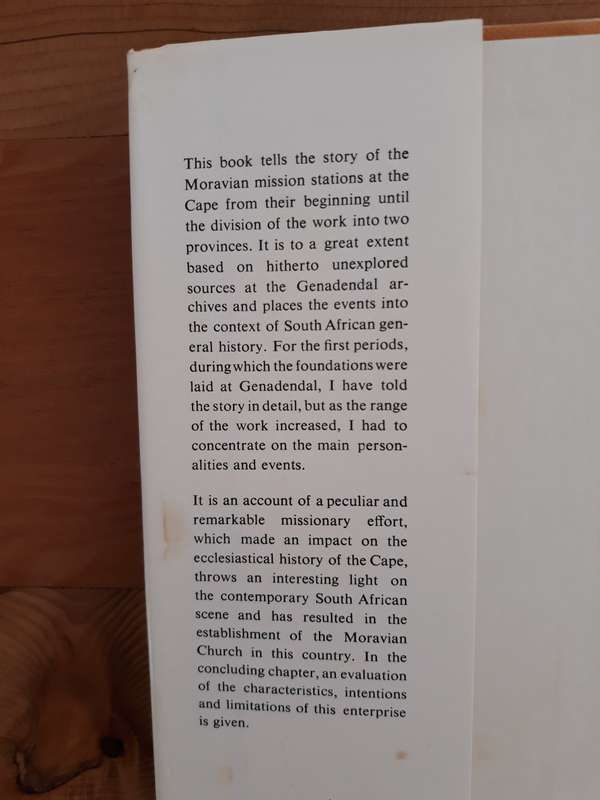 This book tells the story of the
Moravian mission stations at the
Cape from their beginning until
the division of the work into two
provinces. It is to a great extent
based on hitherto unexplored
sources at the Genadendal ar-
chives and places the events into
the context of South African gen-
eral history. For the first periods,
during which the foundations were
laid at Genadendal, I have told
the story in detail, but as the range
of the work increased, I had to
concentrate on the main person-
alities and events.
It is an account of a peculiar and
remarkable missionary effort,
which made an impact on the
ecclesiastical history of the Cape,
throws an interesting light on
the contemporary South African
scene and has resulted in the
establishment of the Moravian
Church in this country. In the
concluding chapter, an evaluation
of the characteristics, intentions
and limitations of this enterprise
is given.